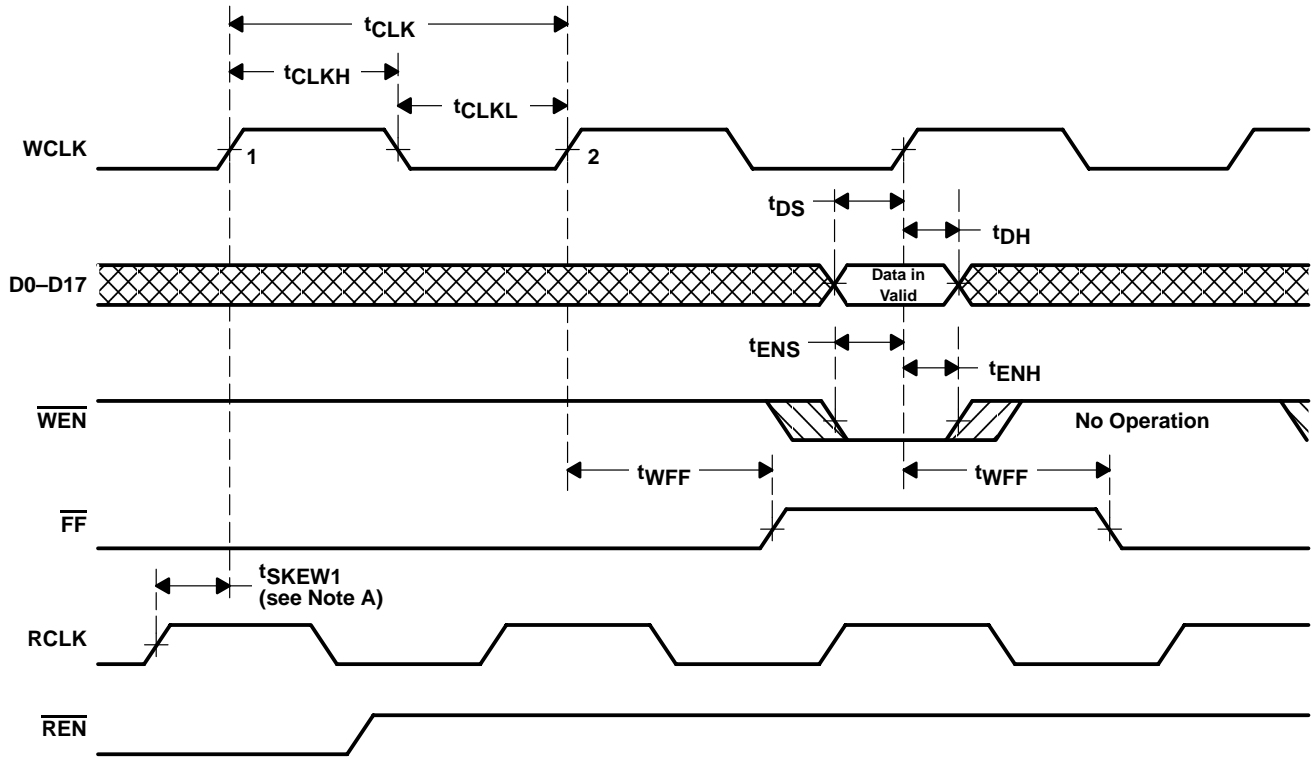 tCLK
tCLKH
tCLKL
WCLK
1
2
tDS
tDH
D0–D17
Data in
Valid
tENS
tENH
WEN
No Operation
tWFF
tWFF
FF
tSKEW1
(see Note A)
RCLK
REN